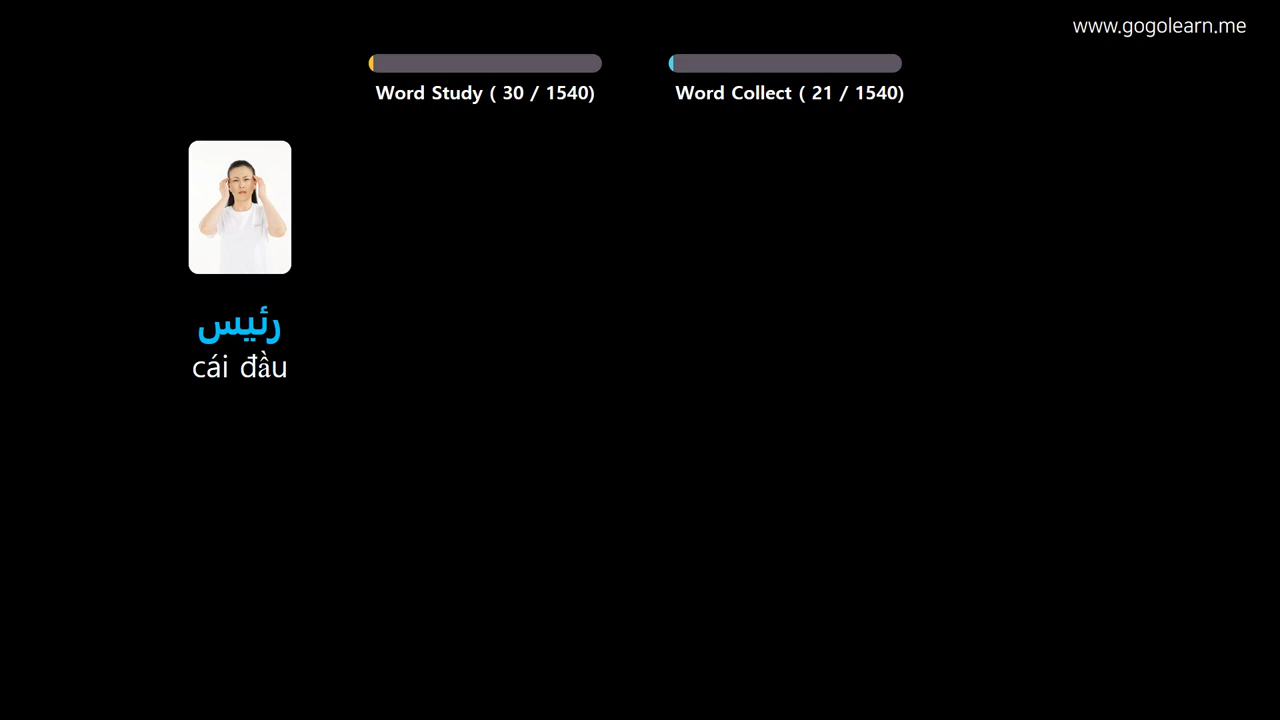 www.gogolearn.me
Word Study ( 30 / 1540)
Word Collect ( 21 / 1540)
رئيس
cái đầu